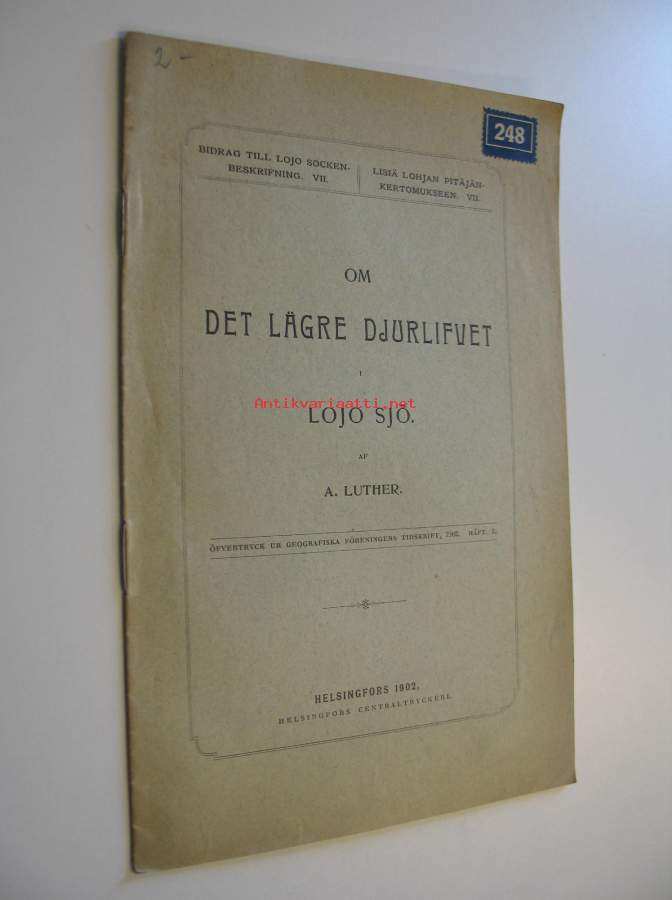 2-
248
BIDRAG TILL LOJO SOCKEN-
BESKRIFNING. VII.
LISIÄ LOHJAN PITÄJÄN-
KERTOMUKSEEN. VII.
OM
DET LÄGRE DJURLIFVET
I
Antikvariaatti.net
LOJO SJÖ.
AF
A. LUTHER.
ÖFVERTRYCK UR GEOGRAFISKA FÖRENINGENS TIDSKRIFT, 1902. HÄFT.
HELSINGFORS 1902,
HELSINGFORS CENTRALTRYCKERI.